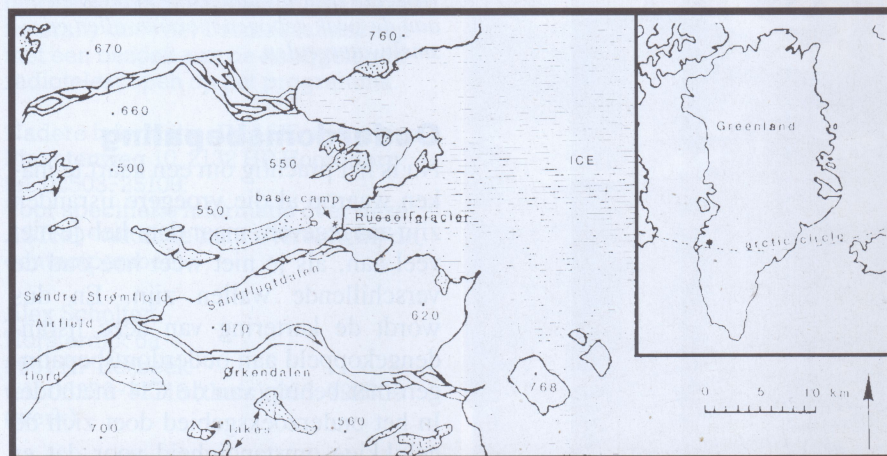 670
760
660
500
550
ICE
base camp
550
Russellglacier
Sandflugtdalen
Søndre Strømfjord
Airfield
620
470
fjord
Ørkendalen
768
lakes
700
560
Greenland
arctic circle
0 5 10 km